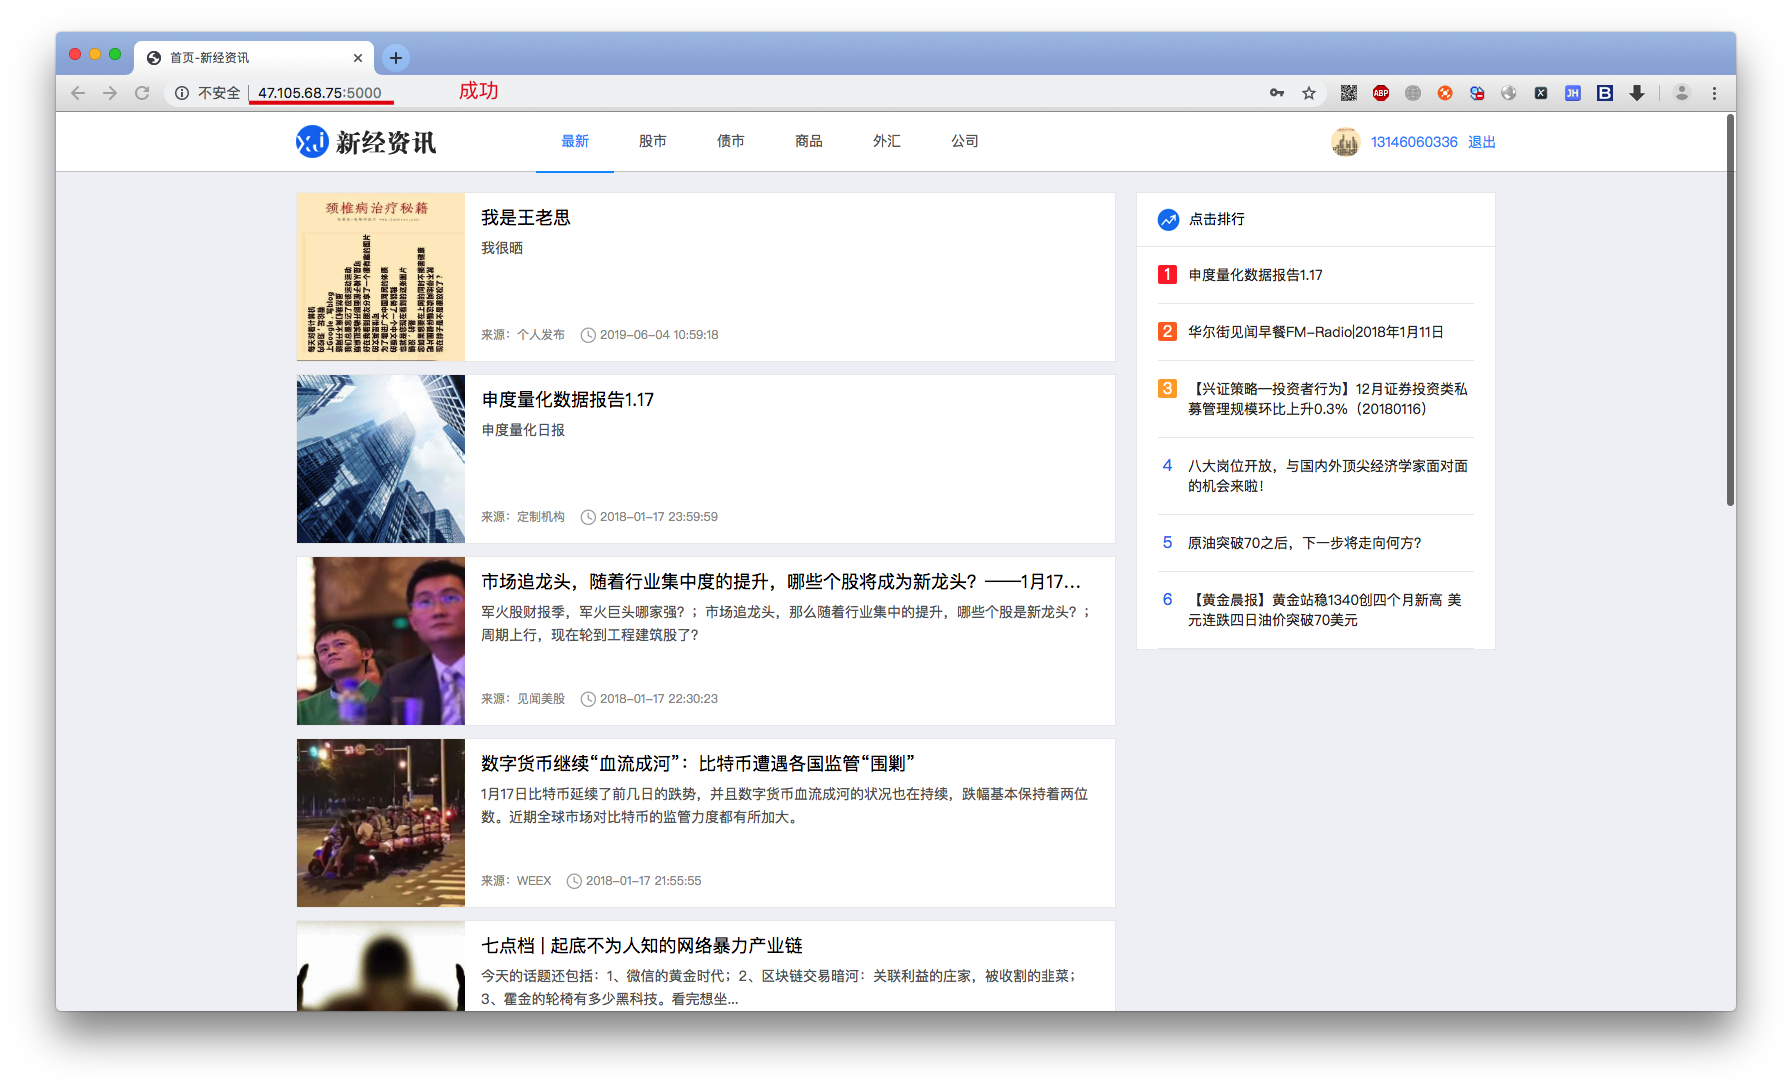 首页-新经资讯
不安全 | 47.105.68.75:5000
成功
ABP
JH
B
新经资讯
最新 股市 债市 商品 外汇 公司
13146060336 退出
颈椎病治疗秘籍
我是王老思
我很晒
来源：个人发布 2019-06-04 10:59:18
申度量化数据报告1.17
申度量化日报
来源：定制机构 2018-01-17 23:59:59
市场追龙头，随着行业集中度的提升，哪些个股将成为新龙头？——1月17...
军火股财报季，军火巨头哪家强？；市场追龙头，那么随着行业集中的提升，哪些个股是新龙头？；
周期上行，现在轮到工程建筑股了？
来源：见闻美股 2018-01-17 22:30:23
数字货币继续“血流成河”：比特币遭遇各国监管“围剿”
1月17日比特币延续了前几日的跌势，并且数字货币血流成河的状况也在持续，跌幅基本保持着两位
数。近期全球市场对比特币的监管力度都有所加大。
来源：WEEX 2018-01-17 21:55:55
七点档 | 起底不为人知的网络暴力产业链
今天的话题还包括：1、微信的黄金时代；2、区块链交易暗河：关联利益的庄家，被收割的韭菜；
3、霍金的轮椅有多少黑科技。看完想坐...
点击排行
1 申度量化数据报告1.17
2 华尔街见闻早餐FM-Radio|2018年1月11日
3 【兴证策略—投资者行为】12月证券投资类私
募管理规模环比上升0.3%（20180116）
4 八大岗位开放，与国内外顶尖经济学家面对面
的机会来啦！
5 原油突破70之后，下一步将走向何方？
6 【黄金晨报】黄金站稳1340创四个月新高 美
元连跌四日油价突破70美元